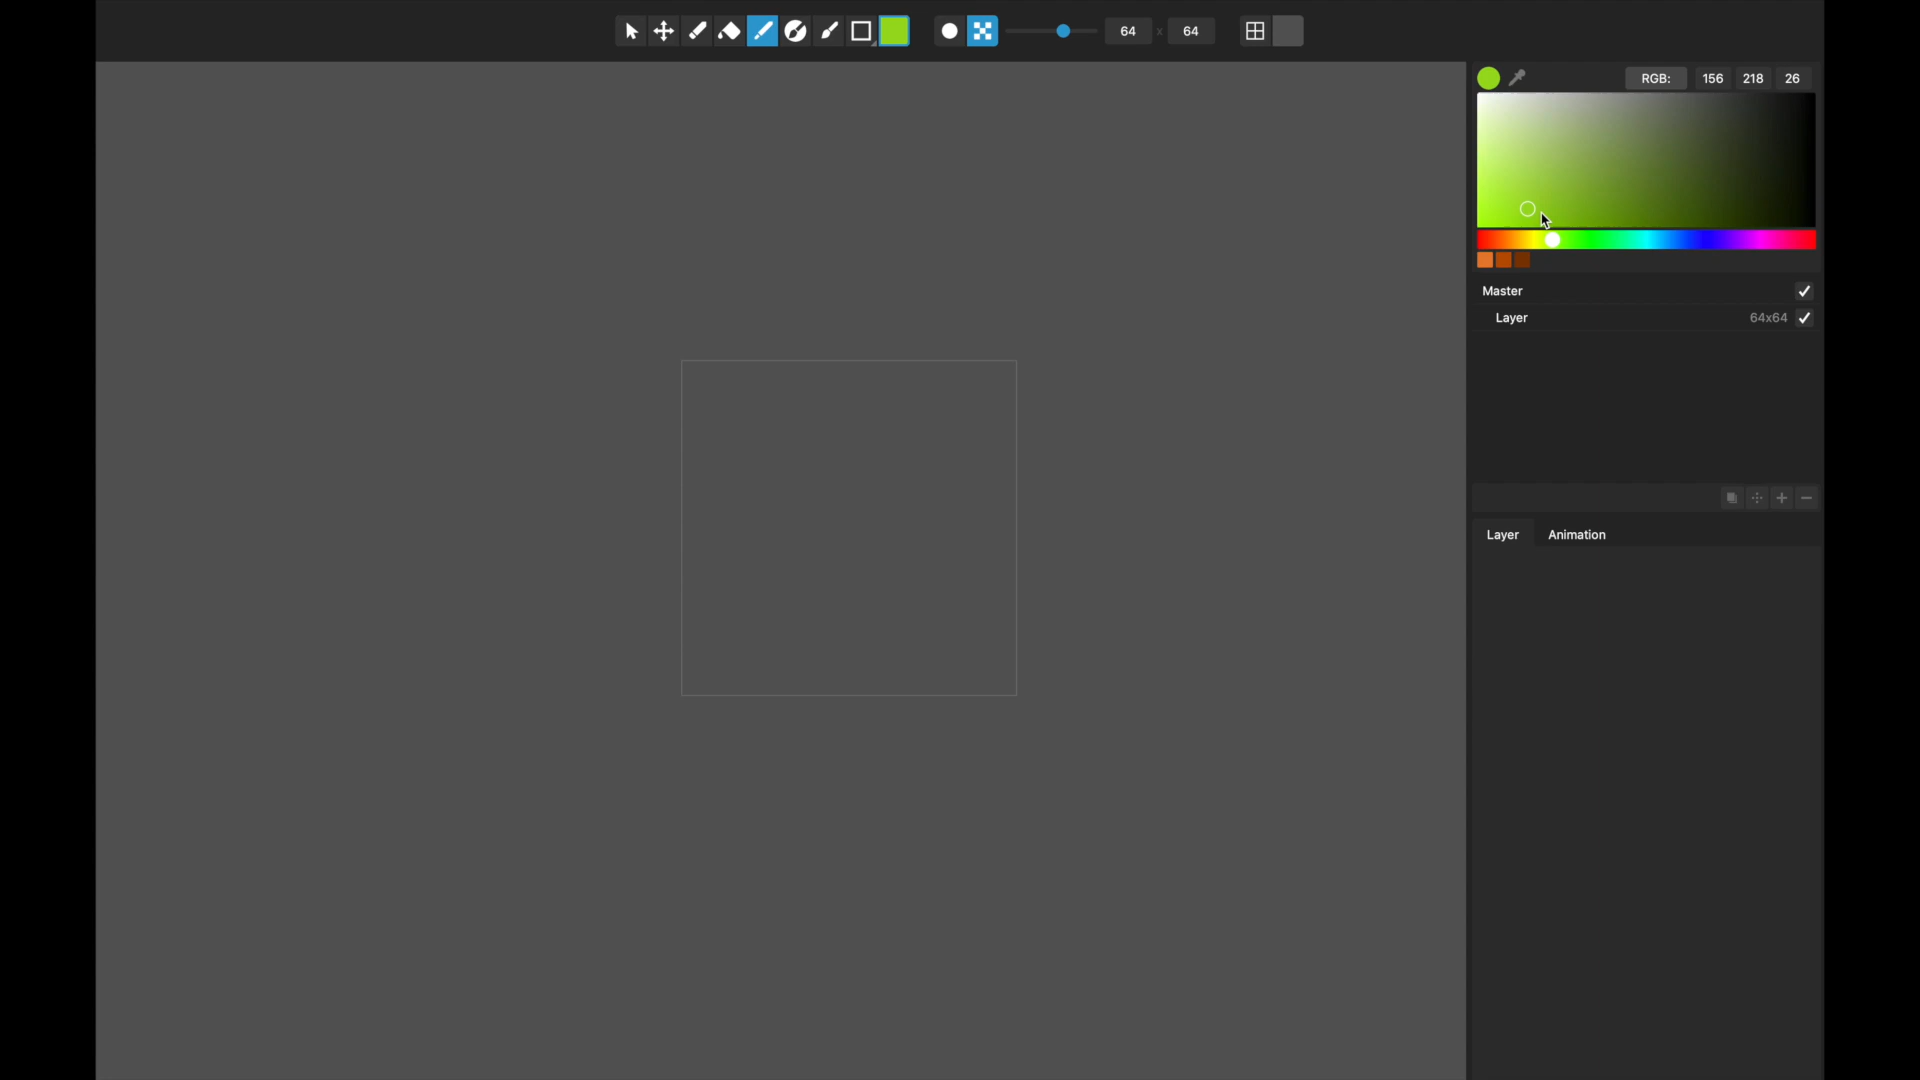 64 x 64
RGB: 156 218 26
Master
Layer 64x64
Layer Animation